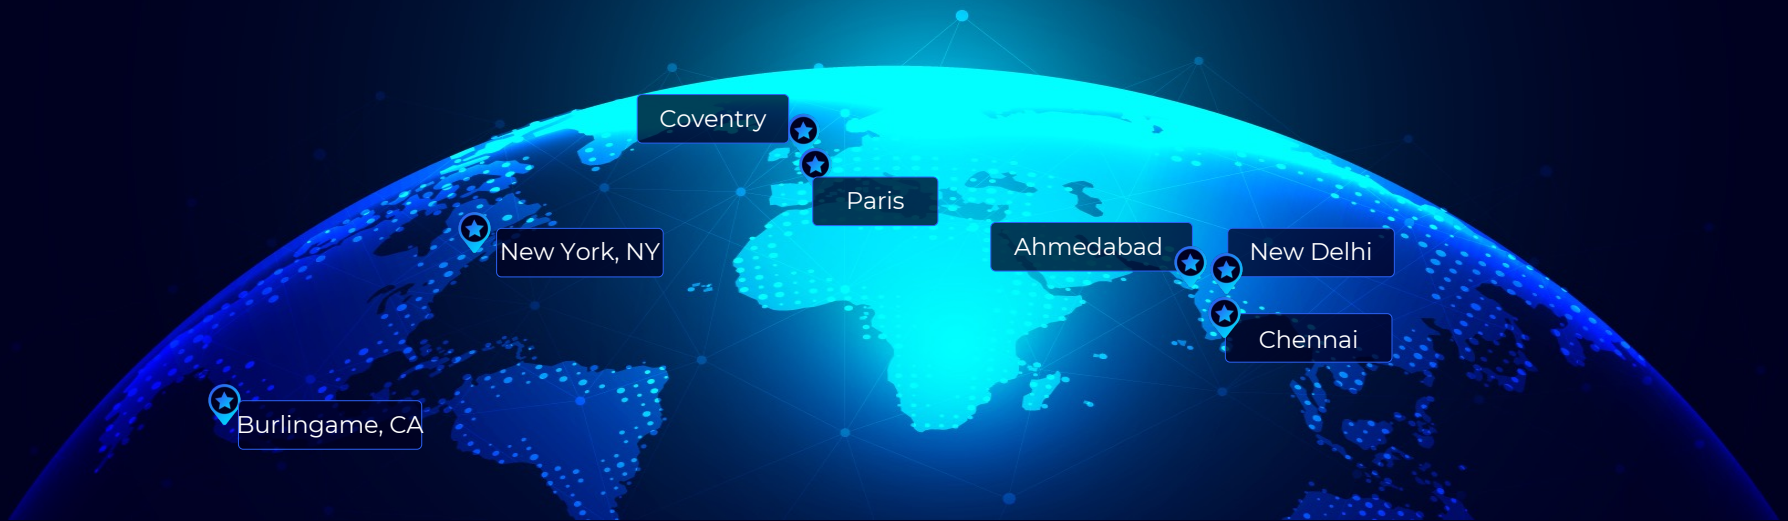 Coventry
Paris
New York, NY
Ahmedabad
New Delhi
Chennai
Burlingame, CA